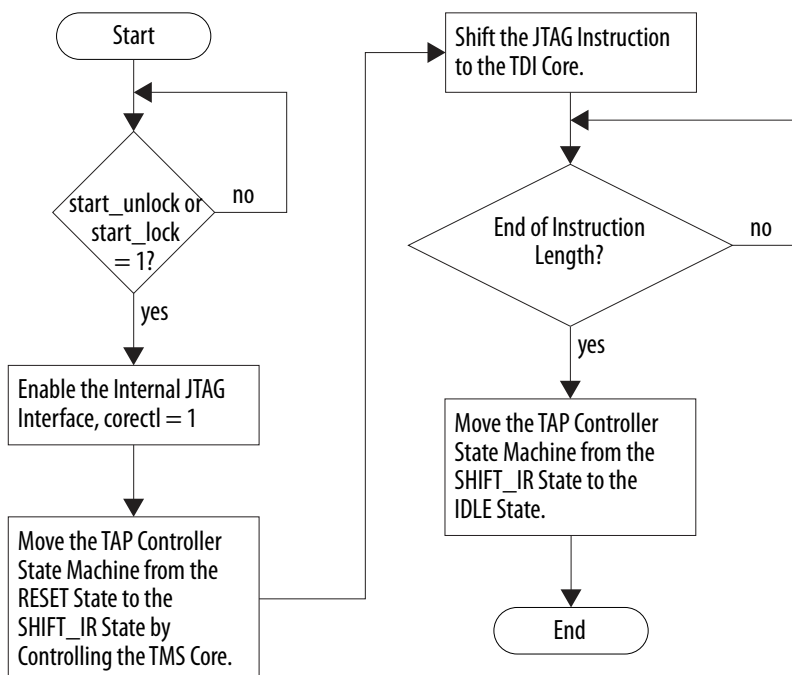 Start
start_unlock or
start_lock
= 1?
no
yes
Enable the Internal JTAG
Interface, corectl = 1
Move the TAP Controller
State Machine from the
RESET State to the
SHIFT_IR State by
Controlling the TMS Core.
Shift the JTAG Instruction
to the TDI Core.
End of Instruction
Length?
no
yes
Move the TAP Controller
State Machine from the
SHIFT_IR State to the
IDLE State.
End